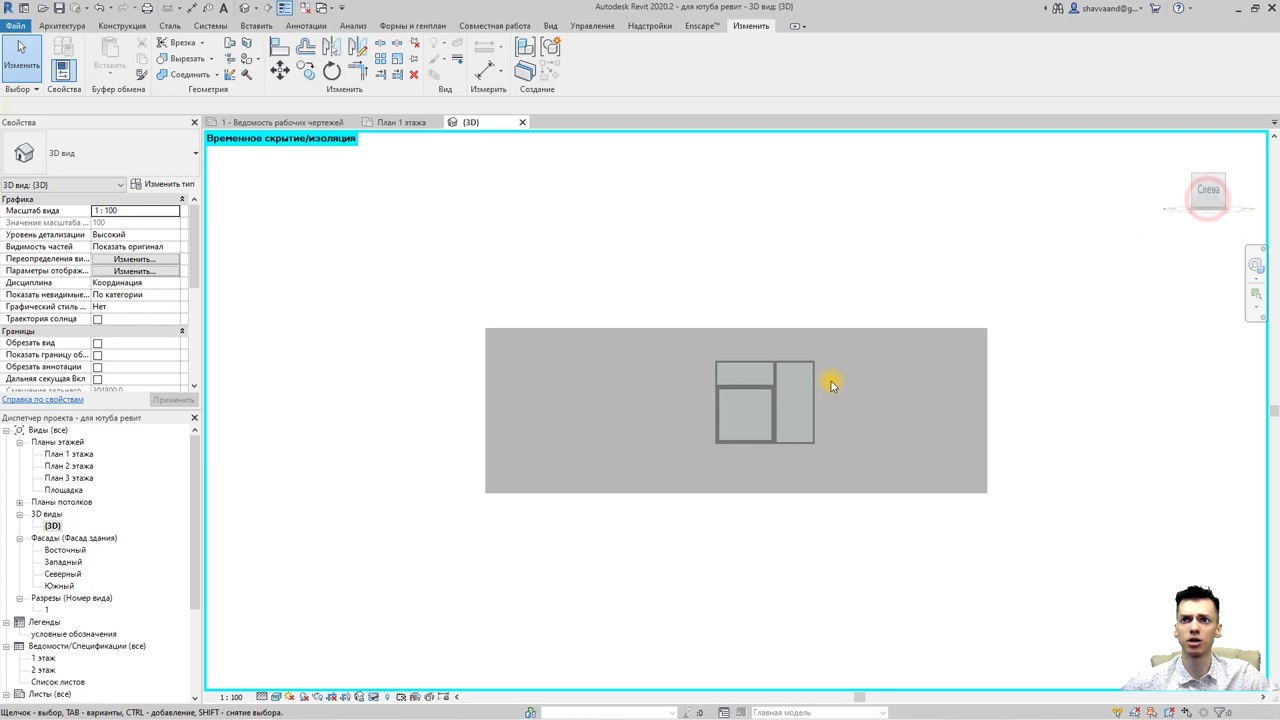 Autodesk Revit 2020.2 - для ютуба ревит - 3D вид: {3D}
shavvaand@g...
Файл Архитектура Конструкция Сталь Системы Вставить Аннотации Анализ Формы и генплан Совместная работа Вид Управление Надстройки Enscape™ Изменить
Изменить
Вставить
Врезка
Вырезать
Соединить
Выбор Свойства Буфер обмена Геометрия Изменить Вид Измерить Создание
Свойства
1 - Ведомость рабочих чертежей План 1 этажа {3D}
Временное скрытие/изоляция
3D вид
3D вид: {3D} Изменить тип
Графика
Масштаб вида 1 : 100
Значение масштаба ... 100
Уровень детализации Высокий
Видимость частей Показать оригинал
Переопределения ви... Изменить...
Параметры отображ... Изменить...
Дисциплина Координация
Показать невидимые... По категории
Графический стиль ... Нет
Траектория солнца
Границы
Обрезать вид
Показать границу об...
Обрезать аннотации
Дальняя секущая Вкл
Смещение дальнего... 304800.0
Справка по свойствам Применить
Диспетчер проекта - для ютуба ревит
Виды (все)
Планы этажей
План 1 этажа
План 2 этажа
План 3 этажа
Площадка
Планы потолков
3D виды
{3D}
Фасады (Фасад здания)
Восточный
Западный
Северный
Южный
Разрезы (Номер вида)
1
Легенды
условные обозначения
Ведомости/Спецификации (все)
1 этаж
2 этаж
Список листов
Листы (все)
Слева
1 : 100
Щелчок - выбор, TAB - варианты, CTRL - добавление, SHIFT - снятие выбора.
:0
Главная модель
:0